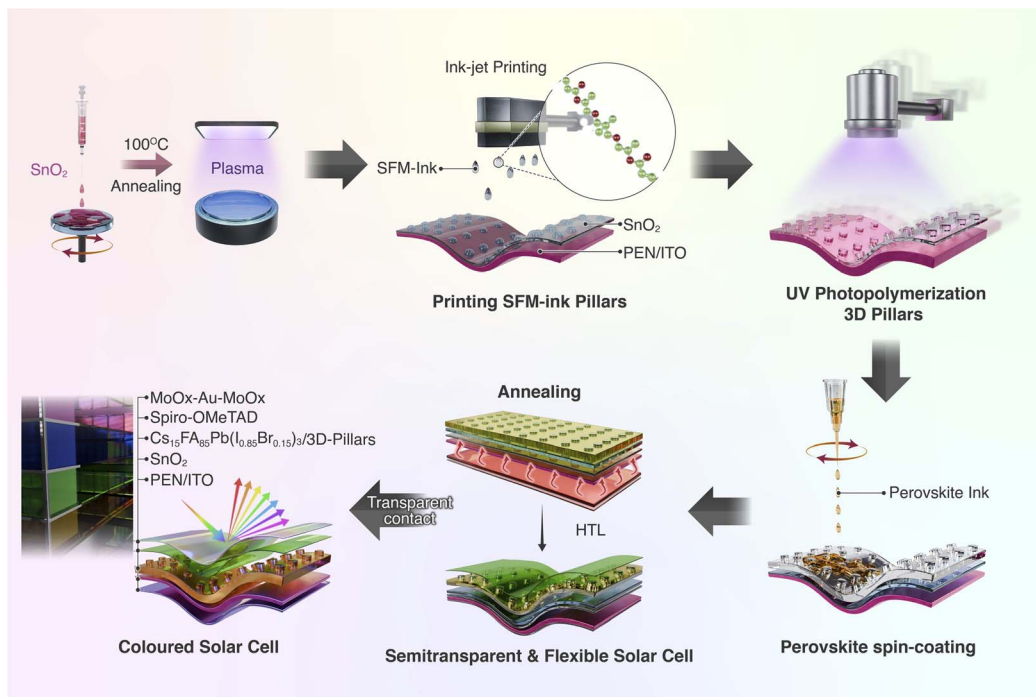 SnO₂
100ºC
Annealing
Plasma
Ink-jet Printing
SFM-Ink
SnO₂
PEN/ITO
Printing SFM-ink Pillars
UV Photopolymerization
3D Pillars
MoOx-Au-MoOx
Spiro-OMeTAD
Cs₁₅FA₈₅Pb(I₀.₈₅Br₀.₁₅)₃/3D-Pillars
SnO₂
PEN/ITO
Transparent
contact
Coloured Solar Cell
Annealing
HTL
Semitransparent & Flexible Solar Cell
Perovskite Ink
Perovskite spin-coating